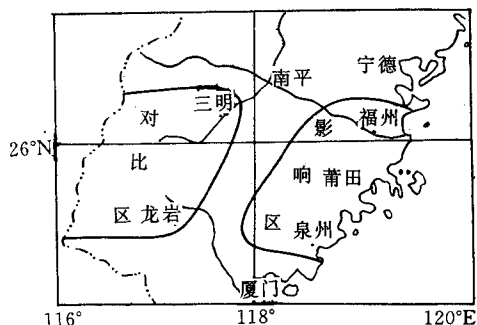 宁德
南平
三明
福州
对
影
26°N
比
响
莆田
区
龙岩
区
泉州
厦门
116°
118°
120°E